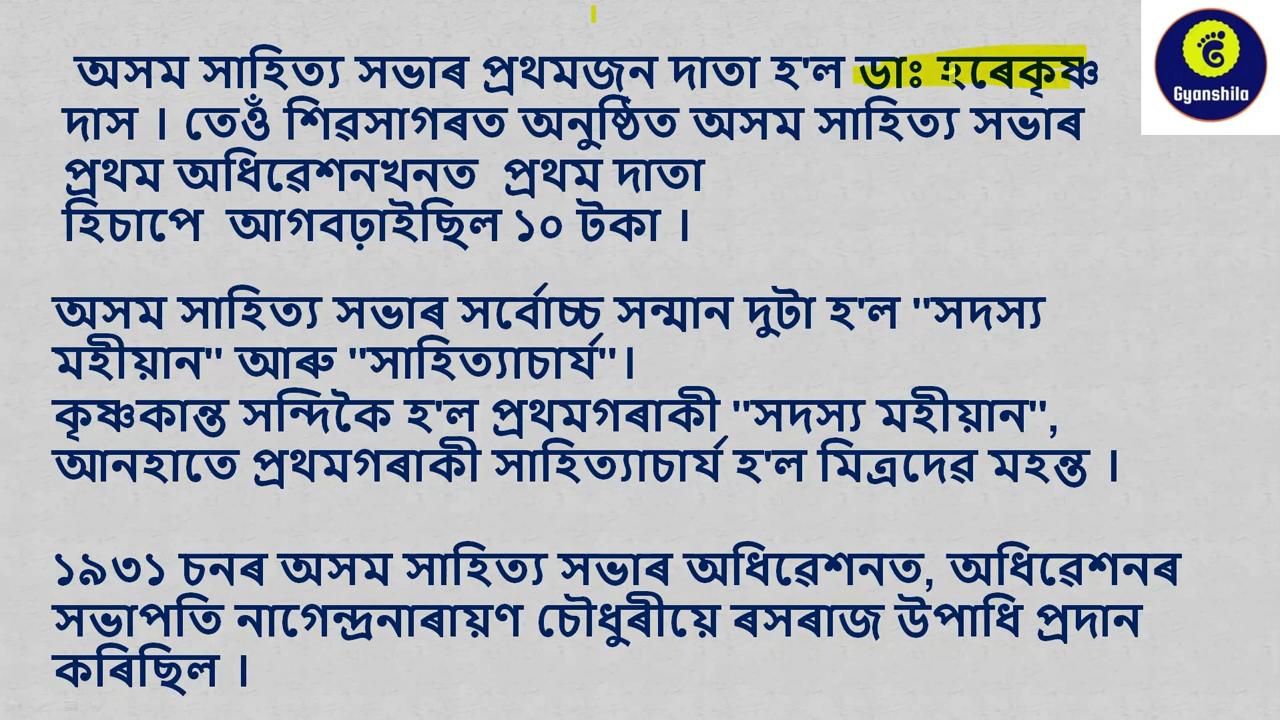 অসম সাহিত্য সভাৰ প্ৰথমজন দাতা হ'ল ডাঃ হৰেকৃষ্ণ
দাস । তেওঁ শিৱসাগৰত অনুষ্ঠিত অসম সাহিত্য সভাৰ
প্ৰথম অধিৱেশনখনত প্ৰথম দাতা
হিচাপে আগবঢ়াইছিল ১০ টকা ।
অসম সাহিত্য সভাৰ সৰ্বোচ্চ সন্মান দুটা হ'ল "সদস্য
মহীয়ান" আৰু "সাহিত্যাচাৰ্য"।
কৃষ্ণকান্ত সন্দিকৈ হ'ল প্ৰথমগৰাকী "সদস্য মহীয়ান",
আনহাতে প্ৰথমগৰাকী সাহিত্যাচাৰ্য হ'ল মিত্ৰদেৱ মহন্ত ।
১৯৩১ চনৰ অসম সাহিত্য সভাৰ অধিৱেশনত, অধিৱেশনৰ
সভাপতি নাগেন্দ্ৰনাৰায়ণ চৌধুৰীয়ে ৰসৰাজ উপাধি প্ৰদান
কৰিছিল ।
Gyanshila